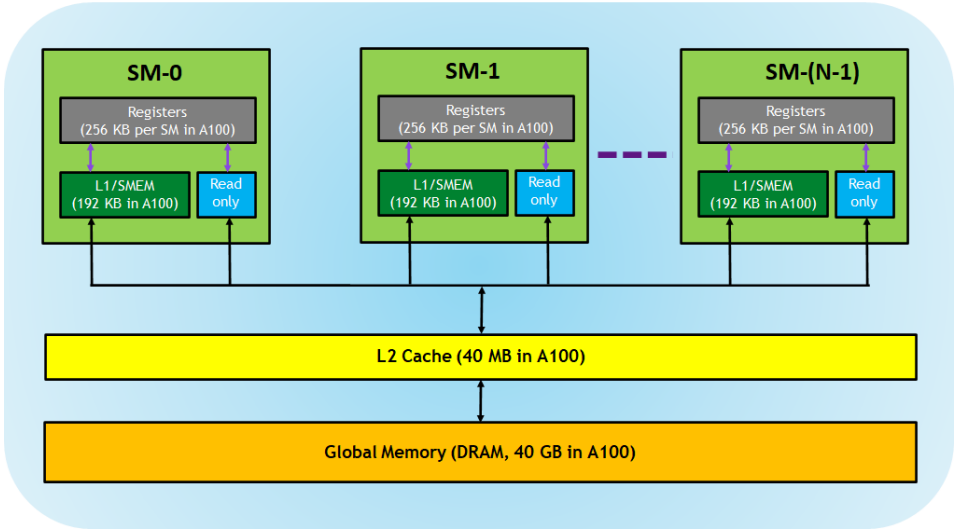 SM-0
Registers
(256 KB per SM in A100)
L1/SMEM
(192 KB in A100)
Read
only
SM-1
Registers
(256 KB per SM in A100)
L1/SMEM
(192 KB in A100)
Read
only
SM-(N-1)
Registers
(256 KB per SM in A100)
L1/SMEM
(192 KB in A100)
Read
only
L2 Cache (40 MB in A100)
Global Memory (DRAM, 40 GB in A100)